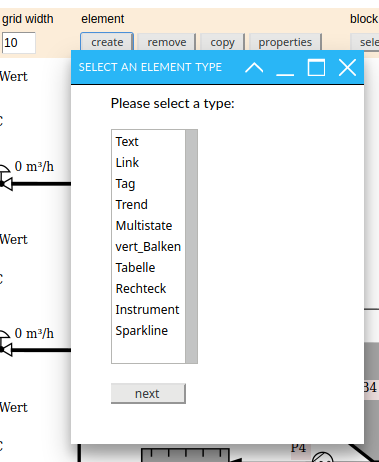 grid width element block
10 create remove copy properties sele
SELECT AN ELEMENT TYPE
Wert
Please select a type:
C
Text
Link
0 m³/h
Tag
Trend
Multistate
Wert
vert_Balken
Tabelle
C
Rechteck
Instrument
Sparkline
0 m³/h
B4
next
Wert
C
P4